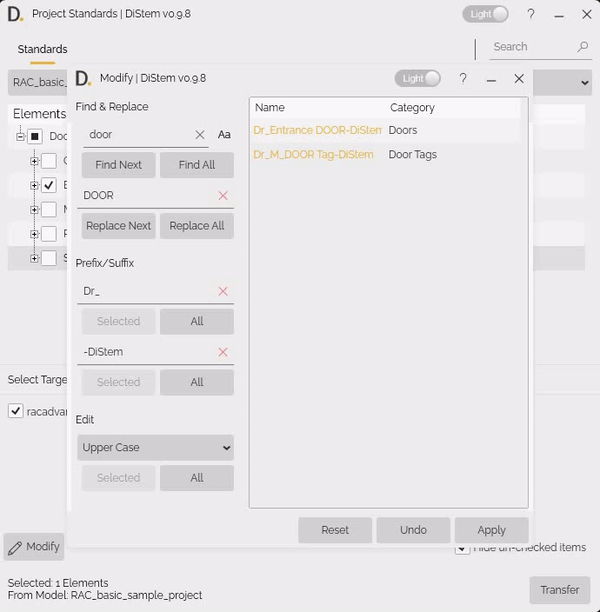 D. Project Standards | DiStem v0.9.8 Light ?
Standards Search
RAC_basic_
Elements
Doo
D. Modify | DiStem v0.9.8 Light ?
Find & Replace
door Aa
Find Next Find All
DOOR
Replace Next Replace All
Prefix/Suffix
Dr_
Selected All
-DiStem
Selected All
Edit
Upper Case
Selected All
Name Category
Dr_Entrance DOOR-DiStem Doors
Dr_M_DOOR Tag-DiStem Door Tags
Reset Undo Apply
Select Targe
racadvar
Modify Hide un-checked items
Selected: 1 Elements
From Model: RAC_basic_sample_project
Transfer